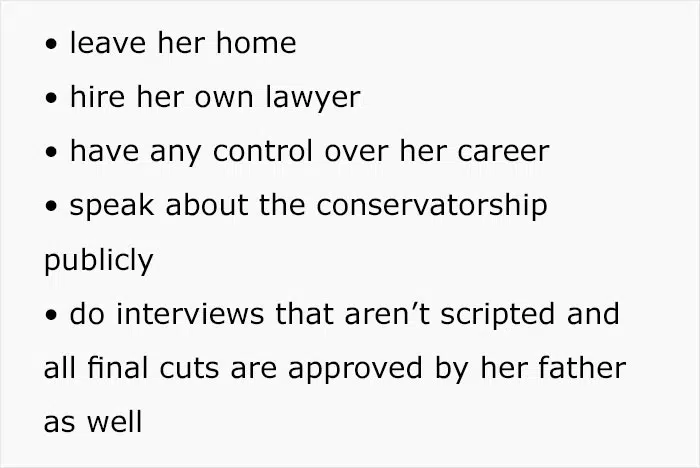 • leave her home
• hire her own lawyer
• have any control over her career
• speak about the conservatorship
publicly
• do interviews that aren’t scripted and
all final cuts are approved by her father
as well